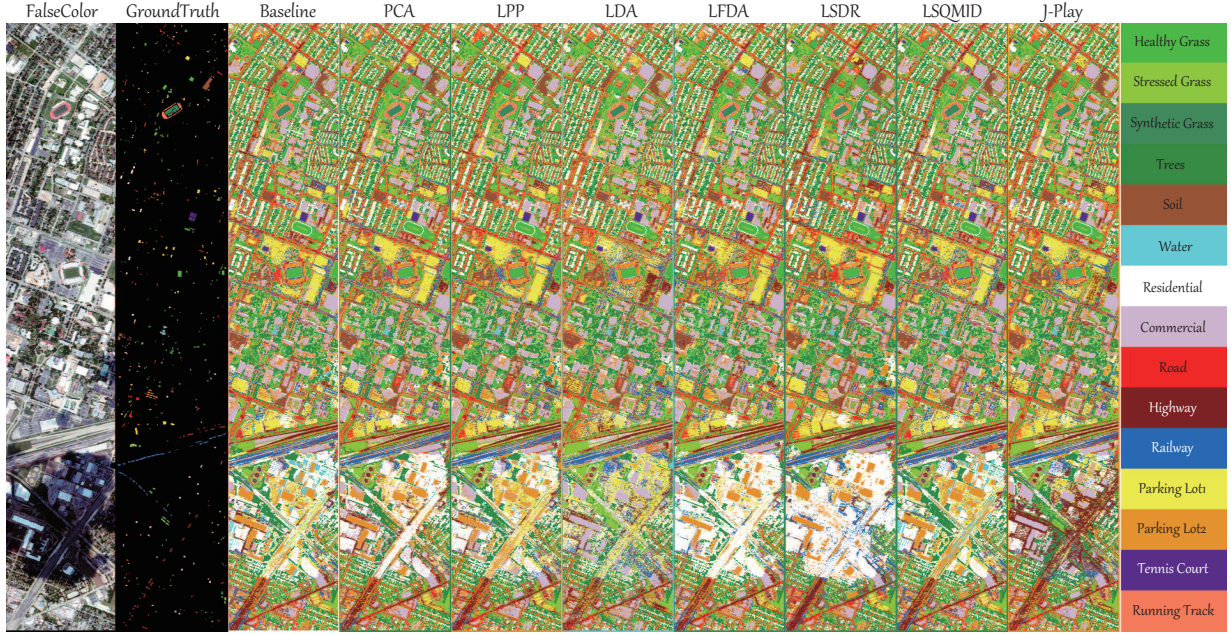 FalseColor GroundTruth Baseline PCA LPP LDA LFDA LSDR LSQMID J-Play
Healthy Grass
Stressed Grass
Synthetic Grass
Trees
Soil
Water
Residential
Commercial
Road
Highway
Railway
Parking Lot1
Parking Lot2
Tennis Court
Running Track